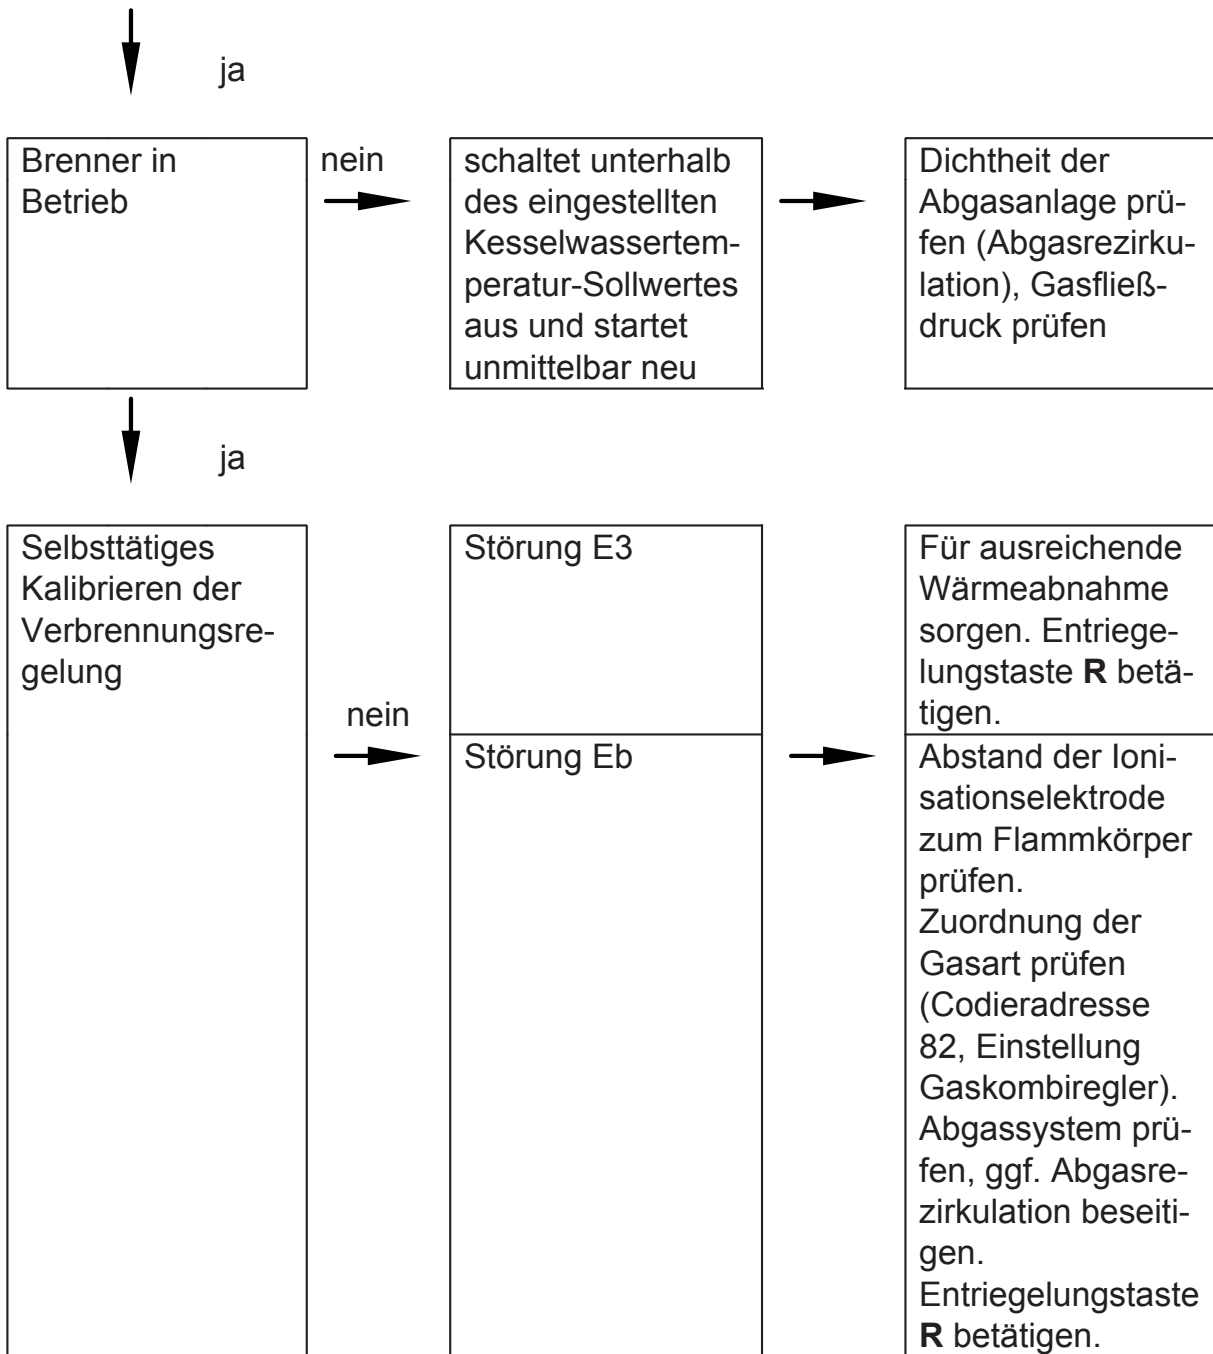 ja
Brenner in
Betrieb
nein
schaltet unterhalb
des eingestellten
Kesselwassertem-
peratur-Sollwertes
aus und startet
unmittelbar neu
Dichtheit der
Abgasanlage prü-
fen (Abgasrezirku-
lation), Gasfließ-
druck prüfen
ja
Selbsttätiges
Kalibrieren der
Verbrennungsre-
gelung
nein
Störung E3
Für ausreichende
Wärmeabnahme
sorgen. Entriege-
lungstaste R betä-
tigen.
Störung Eb
Abstand der Ioni-
sationselektrode
zum Flammkörper
prüfen.
Zuordnung der
Gasart prüfen
(Codieradresse
82, Einstellung
Gaskombiregler).
Abgassystem prü-
fen, ggf. Abgasre-
zirkulation beseiti-
gen.
Entriegelungstaste
R betätigen.